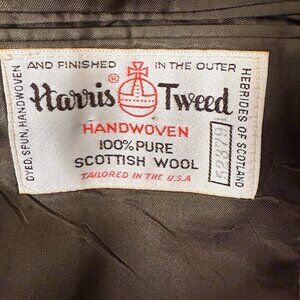 DYED, SPUN, HANDWOVEN
AND FINISHED IN THE OUTER
HEBRIDES OF SCOTLAND
Harris® Tweed
HANDWOVEN
100% PURE
SCOTTISH WOOL
TAILORED IN THE U.S.A